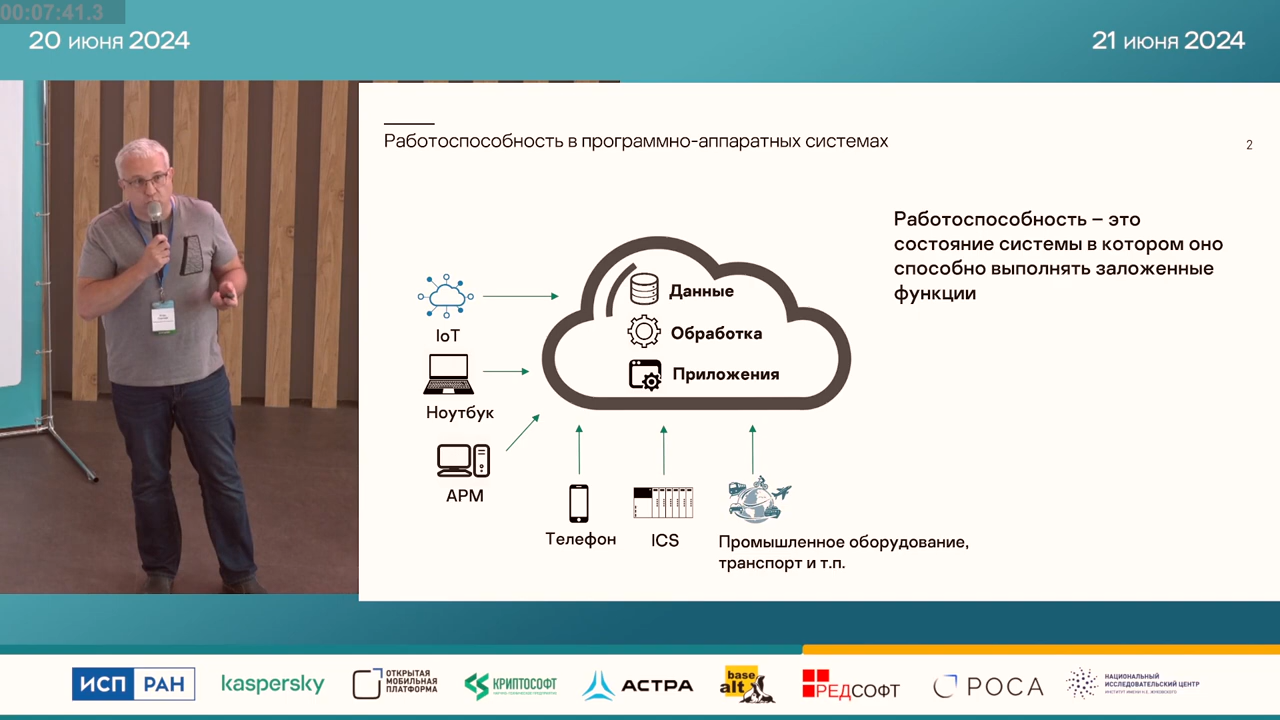 00:07:41.3
20 июня 2024
21 июня 2024
Работоспособность в программно-аппаратных системах
2
Работоспособность – это
состояние системы в котором оно
способно выполнять заложенные
функции
Данные
Обработка
Приложения
IoT
Ноутбук
АРМ
Телефон
ICS
Промышленное оборудование,
транспорт и т.п.
ИСП РАН
kaspersky
ОТКРЫТАЯ
МОБИЛЬНАЯ
ПЛАТФОРМА
КРИПТОСОФТ
АСТРА
base
alt
РЕДСОФТ
РОСА
НАЦИОНАЛЬНЫЙ
ИССЛЕДОВАТЕЛЬСКИЙ ЦЕНТР